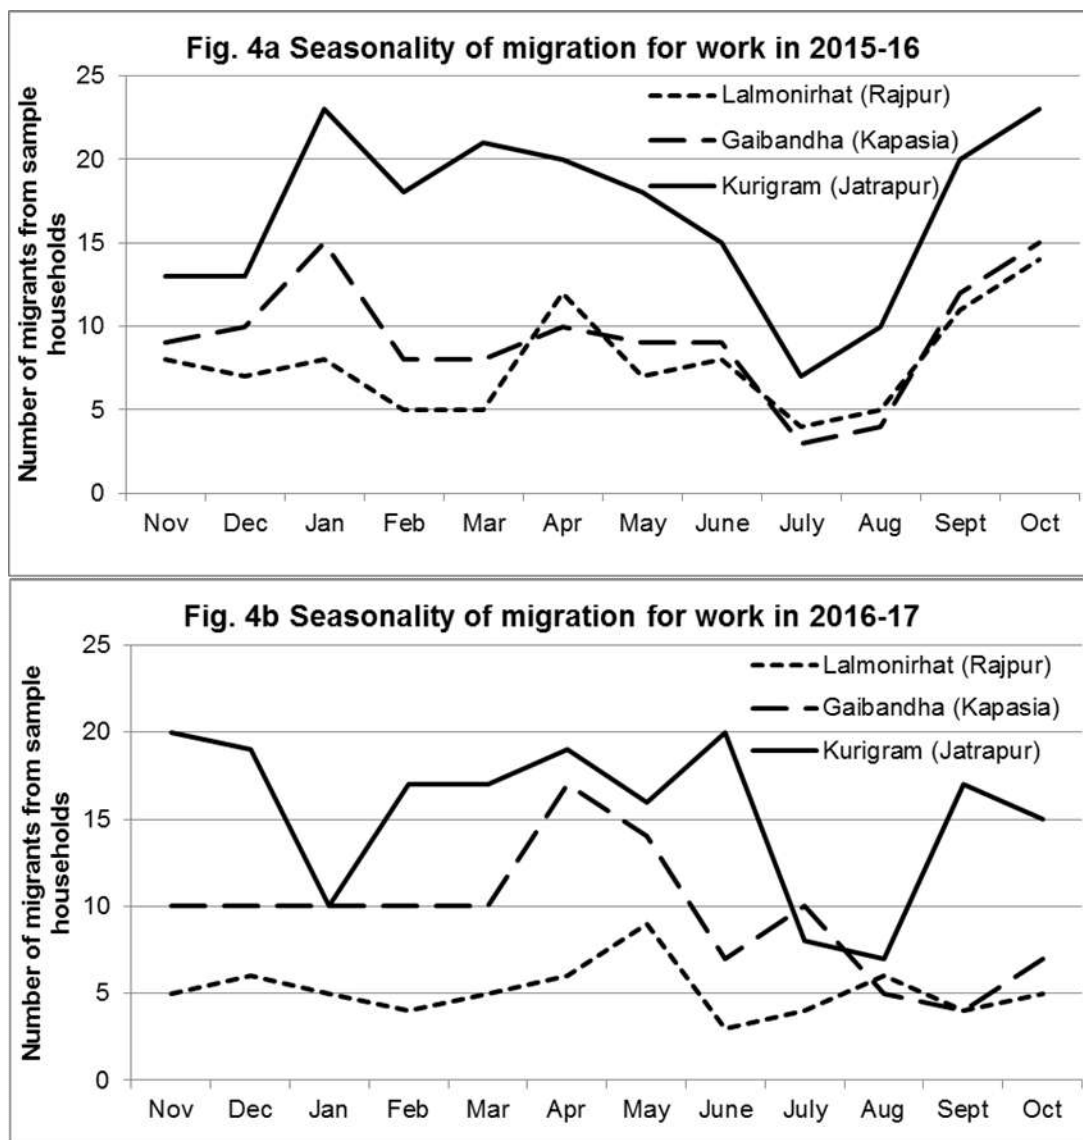 Fig. 4a Seasonality of migration for work in 2015-16
Number of migrants from sample
households
25
20
15
10
5
0
Lalmonirhat (Rajpur)
Gaibandha (Kapasia)
Kurigram (Jatrapur)
Nov Dec Jan Feb Mar Apr May June July Aug Sept Oct
Fig. 4b Seasonality of migration for work in 2016-17
Number of migrants from sample
households
25
20
15
10
5
0
Lalmonirhat (Rajpur)
Gaibandha (Kapasia)
Kurigram (Jatrapur)
Nov Dec Jan Feb Mar Apr May June July Aug Sept Oct